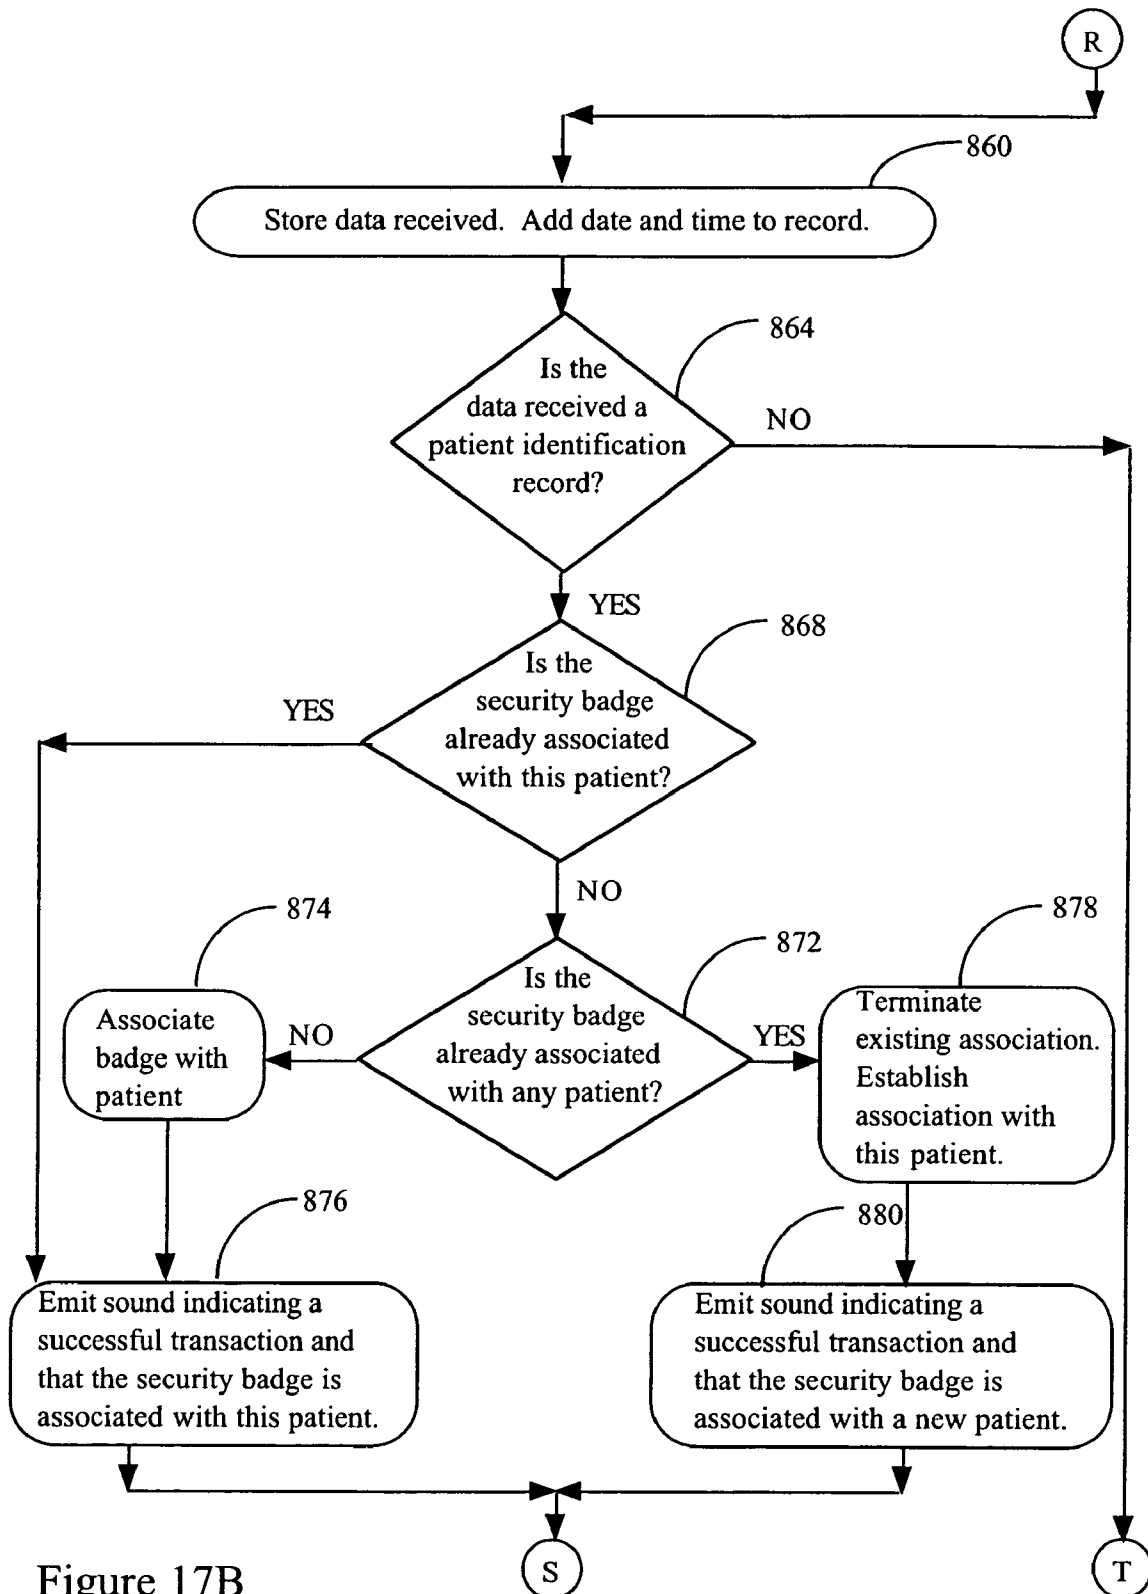 R
860
Store data received. Add date and time to record.
864
Is the
data received a
patient identification
record?
NO
YES
868
Is the
security badge
already associated
with this patient?
YES
NO
874
872
878
Is the
security badge
already associated
with any patient?
NO
YES
Associate
badge with
patient
Terminate
existing association.
Establish
association with
this patient.
876
880
Emit sound indicating a
successful transaction and
that the security badge is
associated with this patient.
Emit sound indicating a
successful transaction and
that the security badge is
associated with a new patient.
S
T
Figure 17B